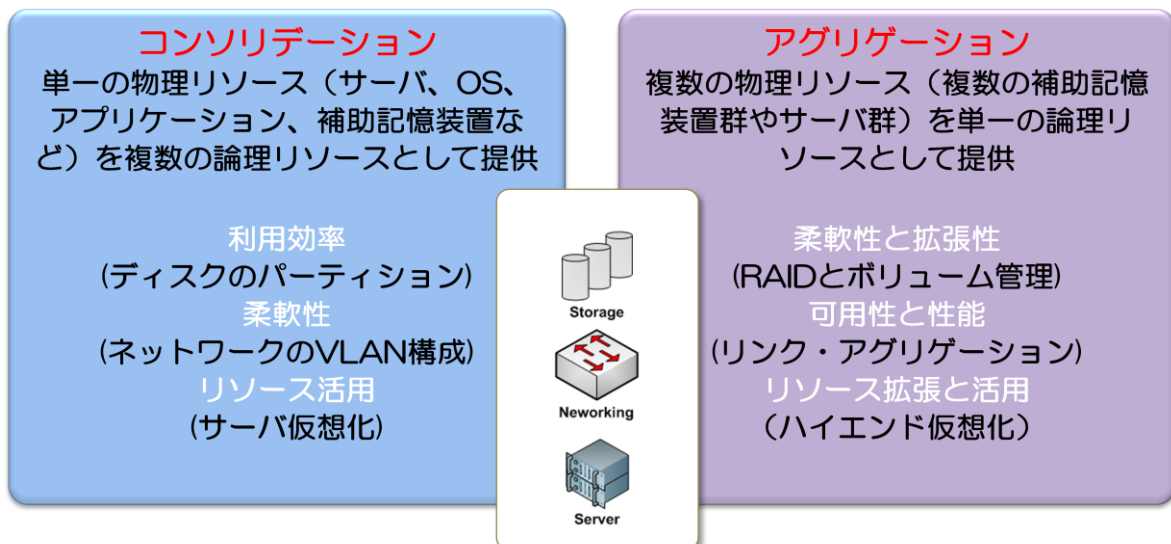 コンソリデーション
単一の物理リソース（サーバ、OS、
アプリケーション、補助記憶装置な
ど）を複数の論理リソースとして提供
利用効率
(ディスクのパーティション)
柔軟性
(ネットワークのVLAN構成)
リソース活用
(サーバ仮想化)
Storage
Neworking
Server
アグリゲーション
複数の物理リソース（複数の補助記憶
装置群やサーバ群）を単一の論理リ
ソースとして提供
柔軟性と拡張性
(RAIDとボリューム管理)
可用性と性能
(リンク・アグリゲーション)
リソース拡張と活用
（ハイエンド仮想化）